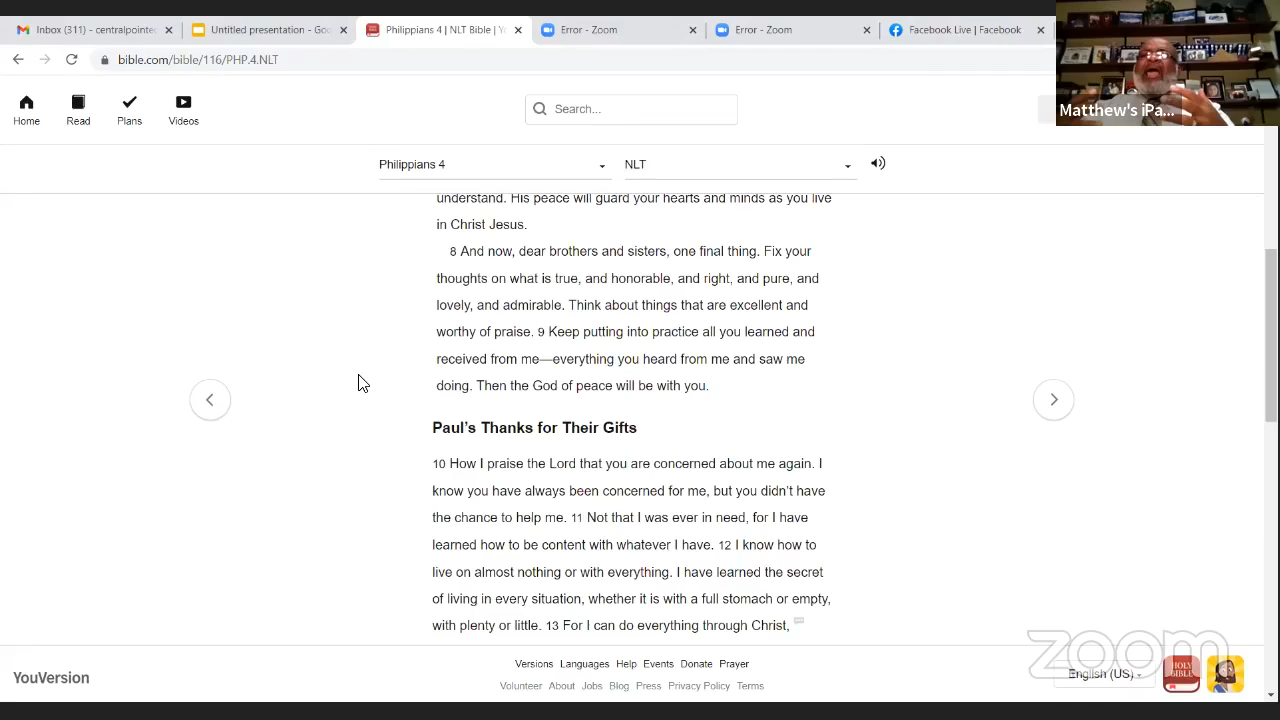 Inbox (311) - centralpointe
Untitled presentation - Goo
Philippians 4 | NLT Bible | Yo
Error - Zoom
Error - Zoom
Facebook Live | Facebook
bible.com/bible/116/PHP.4.NLT
Matthew's iPa...
Home
Read
Plans
Videos
Search...
Philippians 4
NLT
understand. His peace will guard your hearts and minds as you live
in Christ Jesus.
8 And now, dear brothers and sisters, one final thing. Fix your
thoughts on what is true, and honorable, and right, and pure, and
lovely, and admirable. Think about things that are excellent and
worthy of praise. 9 Keep putting into practice all you learned and
received from me—everything you heard from me and saw me
doing. Then the God of peace will be with you.
Paul's Thanks for Their Gifts
10 How I praise the Lord that you are concerned about me again. I
know you have always been concerned for me, but you didn't have
the chance to help me. 11 Not that I was ever in need, for I have
learned how to be content with whatever I have. 12 I know how to
live on almost nothing or with everything. I have learned the secret
of living in every situation, whether it is with a full stomach or empty,
with plenty or little. 13 For I can do everything through Christ,
zoom
Versions Languages Help Events Donate Prayer
YouVersion
Volunteer About Jobs Blog Press Privacy Policy Terms
English (US)
HOLY
BIBLE